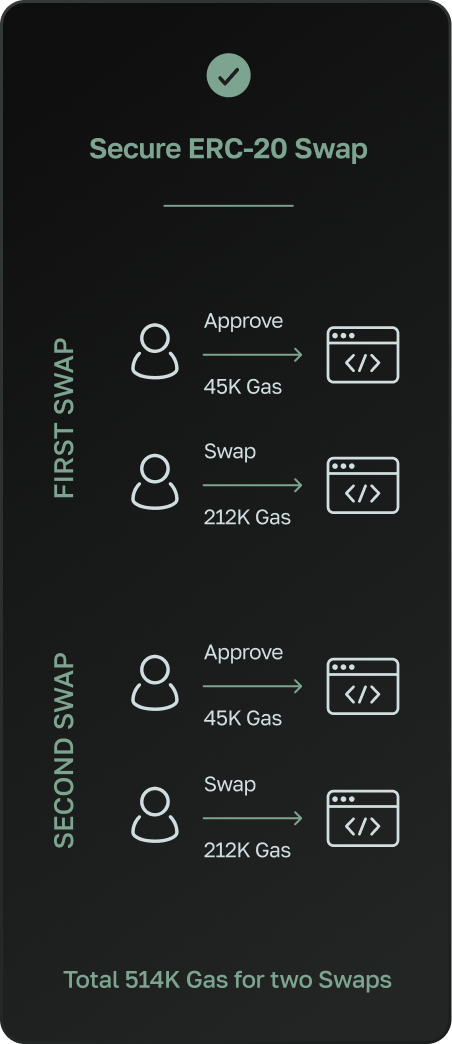 Secure ERC-20 Swap
FIRST SWAP
Approve
45K Gas
</>
Swap
212K Gas
</>
SECOND SWAP
Approve
45K Gas
</>
Swap
212K Gas
</>
Total 514K Gas for two Swaps